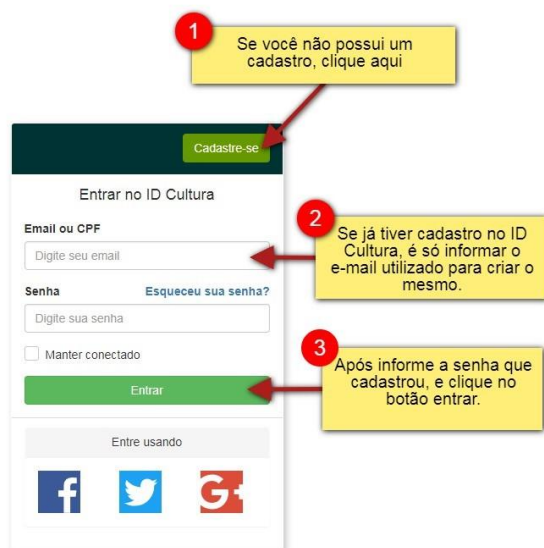 1
Se você não possui um
cadastro, clique aqui
Cadastre-se
Entrar no ID Cultura
Email ou CPF
Digite seu email
2
Se já tiver cadastro no ID
Cultura, é só informar o
e-mail utilizado para criar o
mesmo.
Senha Esqueceu sua senha?
Digite sua senha
Manter conectado
3
Após informe a senha que
cadastrou, e clique no
botão entrar.
Entrar
Entre usando
f
G+